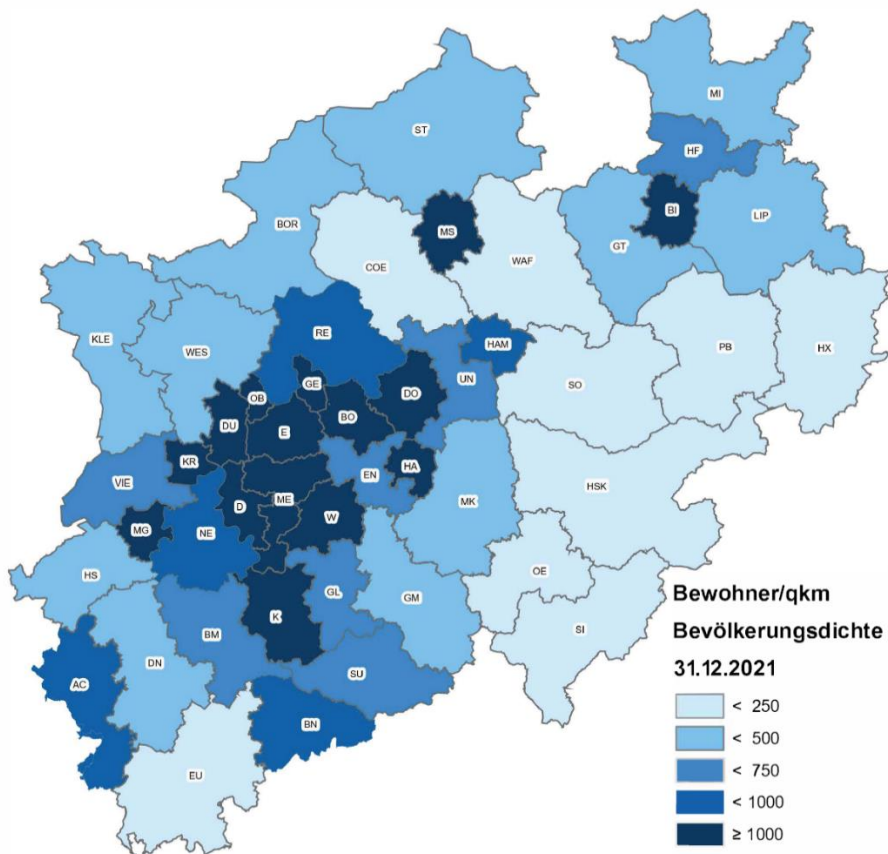 MI
ST
HF
BI
LIP
BOR
MS
GT
COE
WAF
KLE
RE
PB
HX
WES
HAM
GE
UN
SO
OB
DO
BO
DU
E
KR
HA
EN
VIE
ME
HSK
MK
D
W
MG
NE
OE
HS
GL
GM
K
SI
BM
DN
SU
AC
BN
EU
Bewohner/qkm
Bevölkerungsdichte
31.12.2021
< 250
< 500
< 750
< 1000
≥ 1000